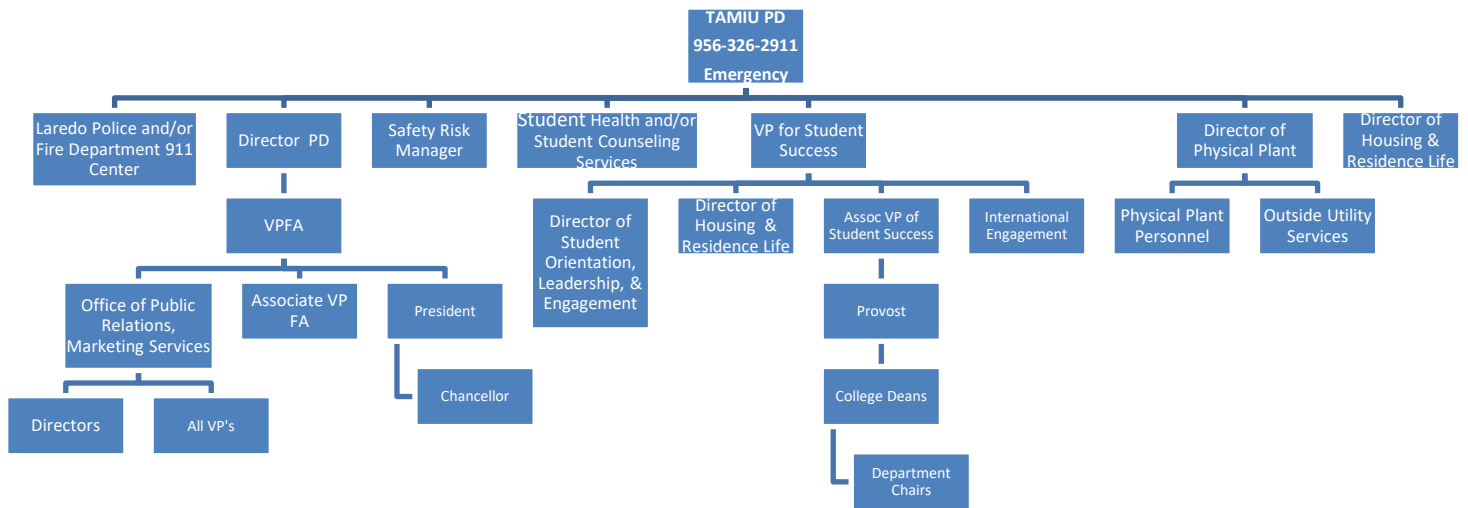 TAMIU PD
956-326-2911
Emergency
Laredo Police and/or
Fire Department 911
Center
Director PD
Safety Risk
Manager
Student Health and/or
Student Counseling
Services
VP for Student
Success
Director of
Physical Plant
Director of
Housing &
Residence Life
VPFA
Director of
Student
Orientation,
Leadership, &
Engagement
Director of
Housing &
Residence Life
Assoc VP of
Student Success
International
Engagement
Physical Plant
Personnel
Outside Utility
Services
Office of Public
Relations,
Marketing Services
Associate VP
FA
President
Provost
Chancellor
College Deans
Directors
All VP's
Department
Chairs